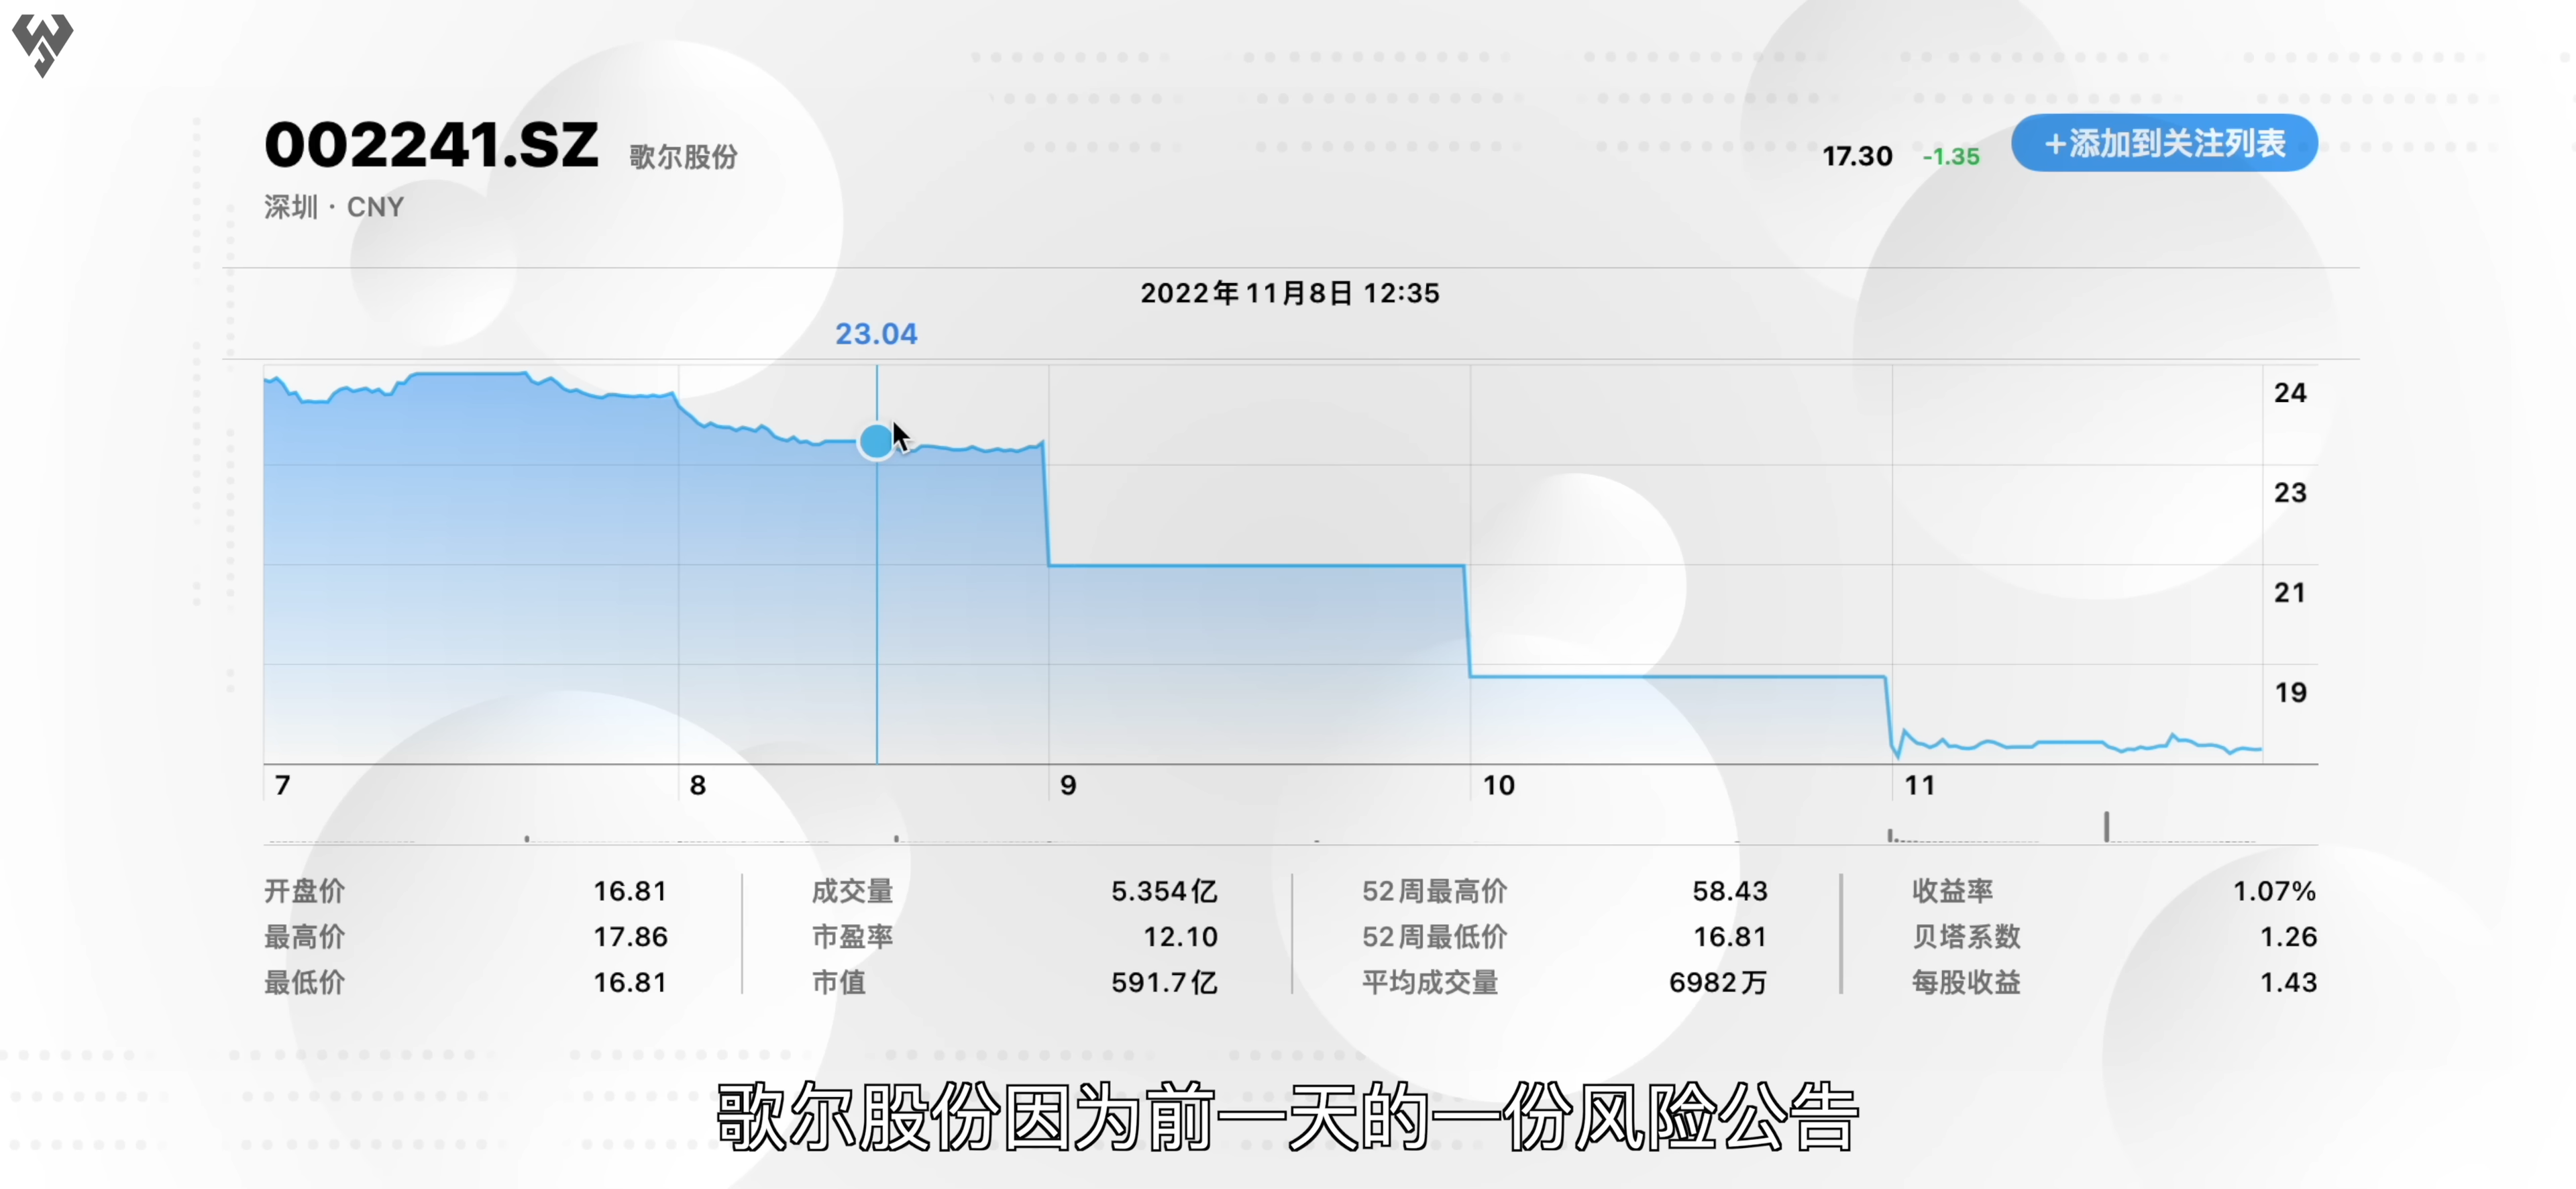 002241.SZ 歌尔股份
17.30 -1.35 +添加到关注列表
深圳 · CNY
2022年11月8日 12:35
23.04
24
23
21
19
7 8 9 10 11
开盘价 16.81 成交量 5.354亿 52周最高价 58.43 收益率 1.07%
最高价 17.86 市盈率 12.10 52周最低价 16.81 贝塔系数 1.26
最低价 16.81 市值 591.7亿 平均成交量 6982万 每股收益 1.43
歌尔股份因为前一天的一份风险公告